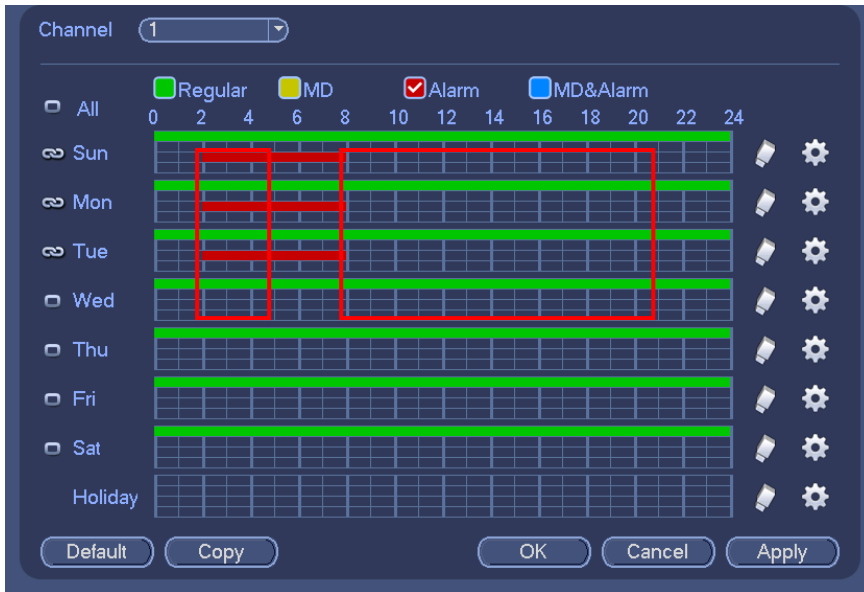 Channel 1
Regular MD Alarm MD&Alarm
All
0 2 4 6 8 10 12 14 16 18 20 22 24
Sun
Mon
Tue
Wed
Thu
Fri
Sat
Holiday
Default Copy OK Cancel Apply